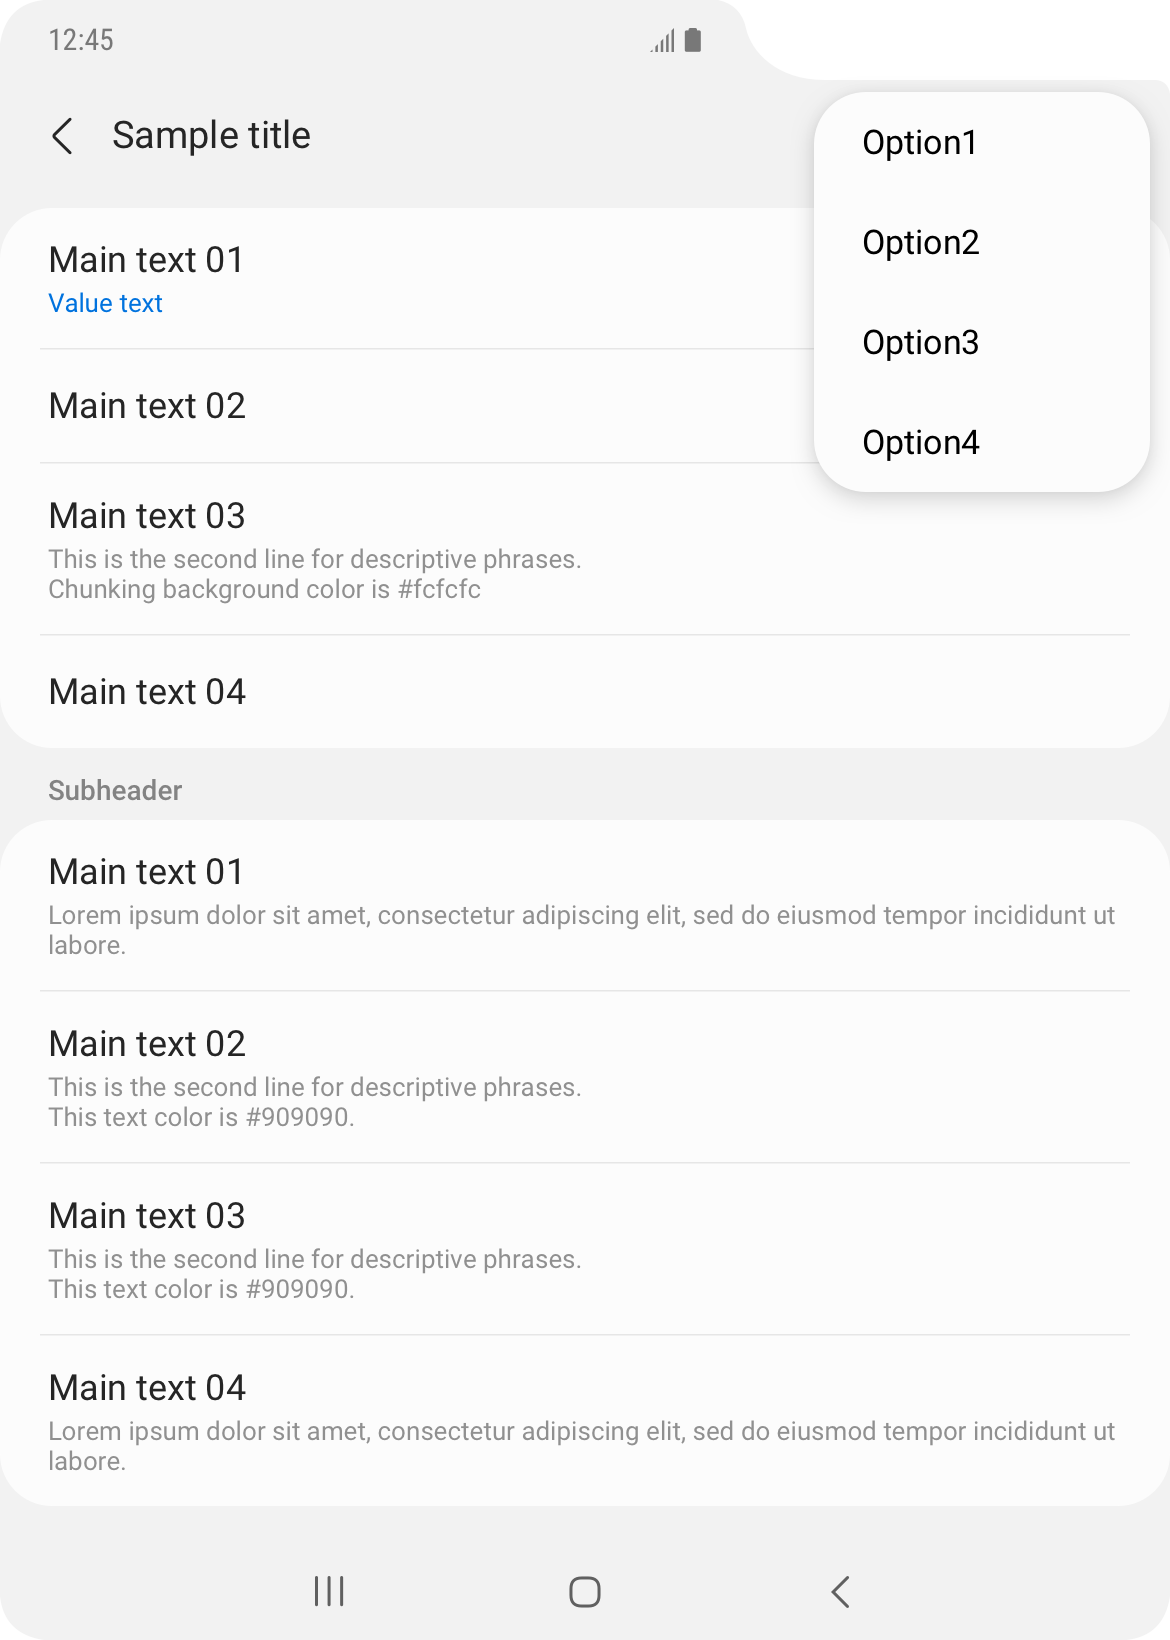 12:45
Sample title
Option1
Option2
Option3
Option4
Main text 01
Value text
Main text 02
Main text 03
This is the second line for descriptive phrases.
Chunking background color is #fcfcfc
Main text 04
Subheader
Main text 01
Lorem ipsum dolor sit amet, consectetur adipiscing elit, sed do eiusmod tempor incididunt ut
labore.
Main text 02
This is the second line for descriptive phrases.
This text color is #909090.
Main text 03
This is the second line for descriptive phrases.
This text color is #909090.
Main text 04
Lorem ipsum dolor sit amet, consectetur adipiscing elit, sed do eiusmod tempor incididunt ut
labore.